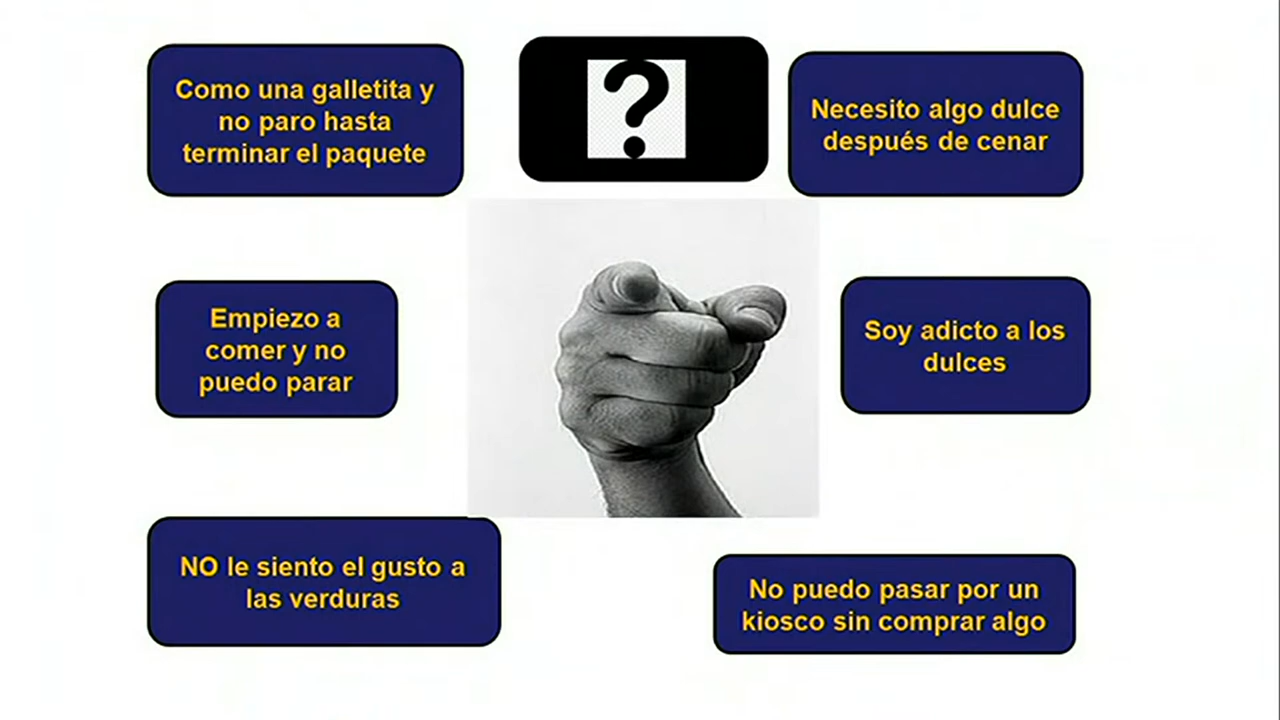 Como una galletita y
no paro hasta
terminar el paquete
?
Necesito algo dulce
después de cenar
Empiezo a
comer y no
puedo parar
Soy adicto a los
dulces
NO le siento el gusto a
las verduras
No puedo pasar por un
kiosco sin comprar algo